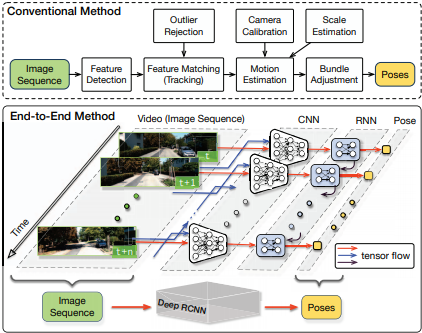 Conventional Method
Outlier
Rejection
Camera
Calibration
Scale
Estimation
Image
Sequence
Feature
Detection
Feature Matching
(Tracking)
Motion
Estimation
Bundle
Adjustment
Poses
End-to-End Method
Video (Image Sequence)
CNN
RNN
Pose
t
t+1
t+n
Time
tensor flow
Image
Sequence
Deep RCNN
Poses